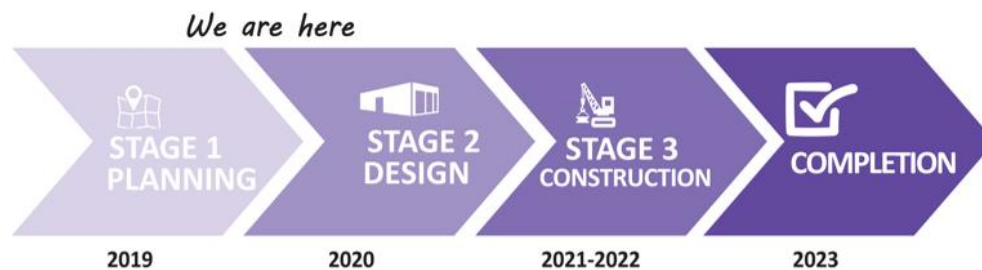 We are here
STAGE 1
PLANNING
STAGE 2
DESIGN
STAGE 3
CONSTRUCTION
COMPLETION
2019
2020
2021-2022
2023